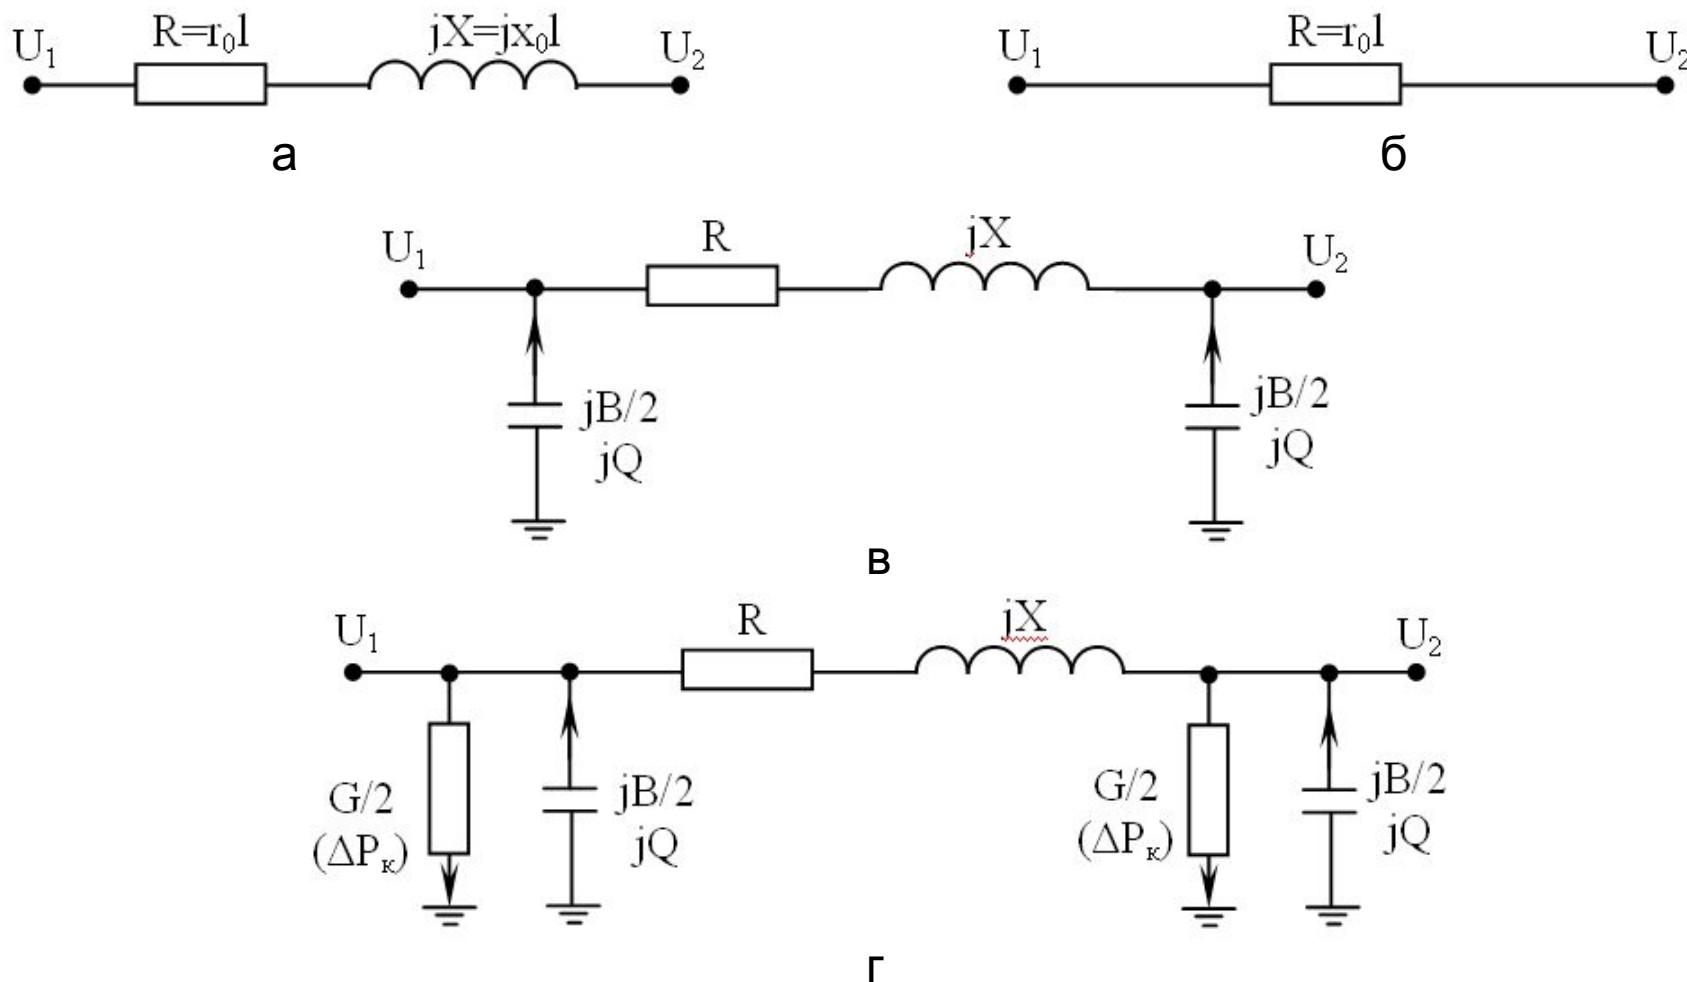 U₁ R=r₀l jX=jx₀l U₂
а
U₁ R=r₀l U₂
б
U₁ R jX U₂
jB/2 jB/2
jQ jQ
в
U₁ R jX U₂
G/2 jB/2 G/2 jB/2
(ΔPк) jQ (ΔPк) jQ
г